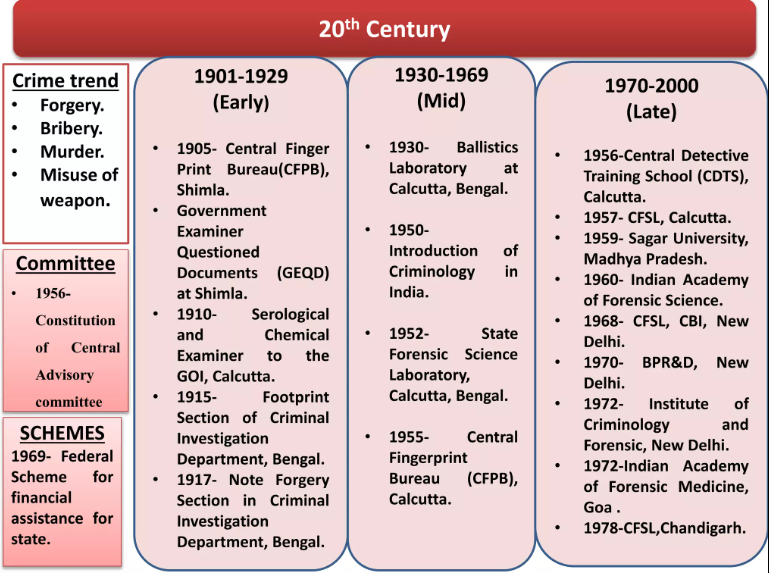 20th Century
Crime trend
• Forgery.
• Bribery.
• Murder.
• Misuse of
weapon.
Committee
• 1956-
Constitution
of Central
Advisory
committee
SCHEMES
1969- Federal
Scheme for
financial
assistance for
state.
1901-1929
(Early)
• 1905- Central Finger
Print Bureau(CFPB),
Shimla.
• Government
Examiner
Questioned
Documents (GEQD)
at Shimla.
• 1910- Serological
and Chemical
Examiner to the
GOI, Calcutta.
• 1915- Footprint
Section of Criminal
Investigation
Department, Bengal.
• 1917- Note Forgery
Section in Criminal
Investigation
Department, Bengal.
1930-1969
(Mid)
• 1930- Ballistics
Laboratory at
Calcutta, Bengal.
• 1950-
Introduction of
Criminology in
India.
• 1952- State
Forensic Science
Laboratory,
Calcutta, Bengal.
• 1955- Central
Fingerprint
Bureau (CFPB),
Calcutta.
1970-2000
(Late)
• 1956-Central Detective
Training School (CDTS),
Calcutta.
• 1957- CFSL, Calcutta.
• 1959- Sagar University,
Madhya Pradesh.
• 1960- Indian Academy
of Forensic Science.
• 1968- CFSL, CBI, New
Delhi.
• 1970- BPR&D, New
Delhi.
• 1972- Institute of
Criminology and
Forensic, New Delhi.
• 1972-Indian Academy
of Forensic Medicine,
Goa .
• 1978-CFSL,Chandigarh.